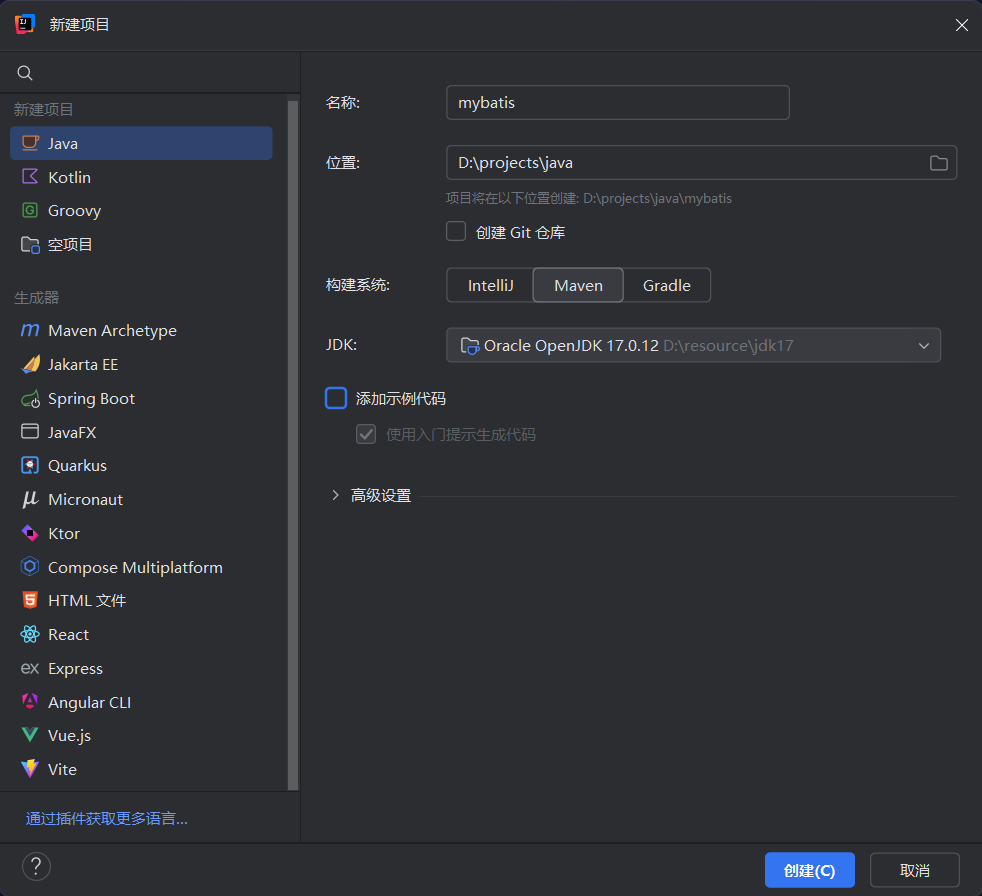 新建项目
新建项目
Java
Kotlin
Groovy
空项目
生成器
Maven Archetype
Jakarta EE
Spring Boot
JavaFX
Quarkus
Micronaut
Ktor
Compose Multiplatform
HTML 文件
React
Express
Angular CLI
Vue.js
Vite
通过插件获取更多语言...
名称:
mybatis
位置:
D:\projects\java
项目将在以下位置创建: D:\projects\java\mybatis
创建 Git 仓库
构建系统:
IntelliJ
Maven
Gradle
JDK:
Oracle OpenJDK 17.0.12 D:\resource\jdk17
添加示例代码
使用入门提示生成代码
高级设置
?
创建(C)
取消